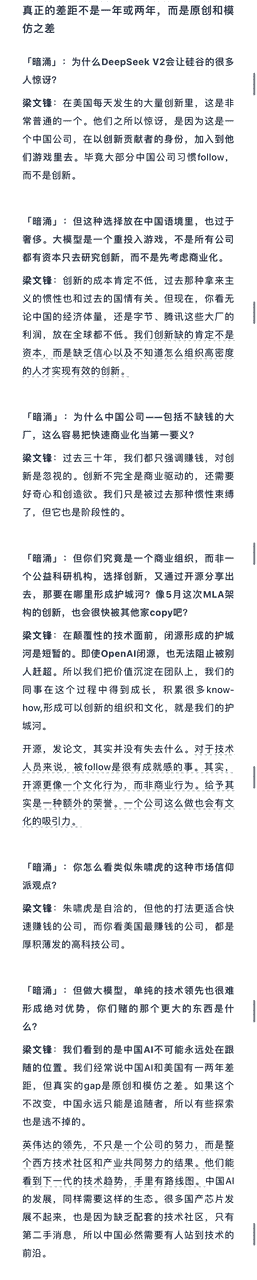 真正的差距不是一年或两年，而是原创和模
仿之差
「暗涌」：为什么DeepSeek V2会让硅谷的很多
人惊讶？
梁文锋：在美国每天发生的大量创新里，这是非
常普通的一个。他们之所以惊讶，是因为这是一
个中国公司，在以创新贡献者的身份，加入到他
们游戏里去。毕竟大部分中国公司习惯follow，
而不是创新。
「暗涌」：但这种选择放在中国语境里，也过于
奢侈。大模型是一个重投入游戏，不是所有公司
都有资本只去研究创新，而不是先考虑商业化。
梁文锋：创新的成本肯定不低，过去那种拿来主
义的惯性也和过去的国情有关。但现在，你看无
论中国的经济体量，还是字节、腾讯这些大厂的
利润，放在全球都不低。我们创新缺的肯定不是
资本，而是缺乏信心以及不知道怎么组织高密度
的人才实现有效的创新。
「暗涌」：为什么中国公司——包括不缺钱的大
厂，这么容易把快速商业化当第一要义？
梁文锋：过去三十年，我们都只强调赚钱，对创
新是忽视的。创新不完全是商业驱动的，还需要
好奇心和创造欲。我们只是被过去那种惯性束缚
了，但它也是阶段性的。
「暗涌」：但你们究竟是一个商业组织，而非一
个公益科研机构，选择创新，又通过开源分享出
去，那要在哪里形成护城河？像5月这次MLA架
构的创新，也会很快被其他家copy吧？
梁文锋：在颠覆性的技术面前，闭源形成的护城
河是短暂的。即使OpenAI闭源，也无法阻止被别
人赶超。所以我们把价值沉淀在团队上，我们的
同事在这个过程中得到成长，积累很多know-
how,形成可以创新的组织和文化，就是我们的护
城河。
开源，发论文，其实并没有失去什么。对于技术
人员来说，被follow是很有成就感的事。其实，
开源更像一个文化行为，而非商业行为。给予其
实是一种额外的荣誉。一个公司这么做也会有文
化的吸引力。
「暗涌」：你怎么看类似朱啸虎的这种市场信仰
派观点？
梁文锋：朱啸虎是自洽的，但他的打法更适合快
速赚钱的公司，而你看美国最赚钱的公司，都是
厚积薄发的高科技公司。
「暗涌」：但做大模型，单纯的技术领先也很难
形成绝对优势，你们赌的那个更大的东西是什
么？
梁文锋：我们看到的是中国AI不可能永远处在跟
随的位置。我们经常说中国AI和美国有一两年差
距，但真实的gap是原创和模仿之差。如果这个
不改变，中国永远只能是追随者，所以有些探索
也是逃不掉的。
英伟达的领先，不只是一个公司的努力，而是整
个西方技术社区和产业共同努力的结果。他们能
看到下一代的技术趋势，手里有路线图。中国AI
的发展，同样需要这样的生态。很多国产芯片发
展不起来，也是因为缺乏配套的技术社区，只有
第二手消息，所以中国必然需要有人站到技术的
前沿。